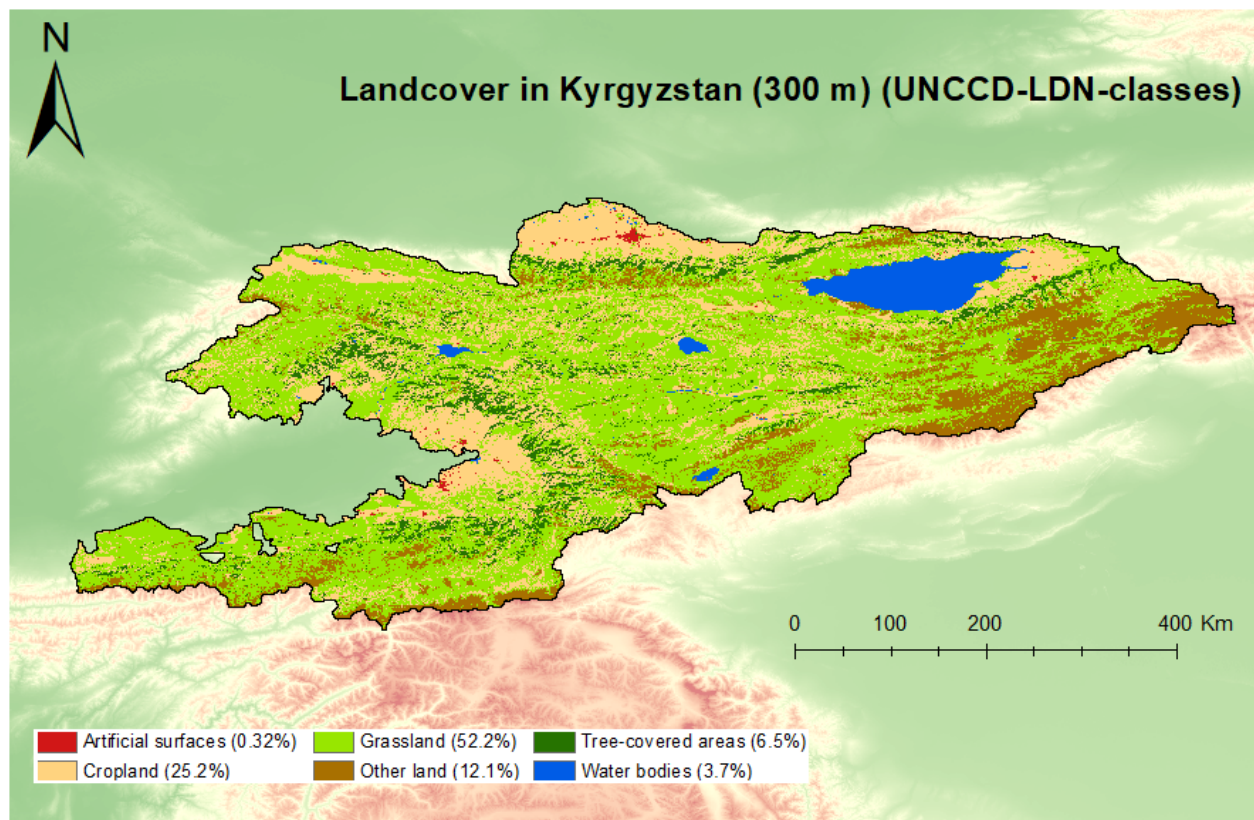 N
Landcover in Kyrgyzstan (300 m) (UNCCD-LDN-classes)
0 100 200 400 Km
Artificial surfaces (0.32%) Grassland (52.2%) Tree-covered areas (6.5%)
Cropland (25.2%) Other land (12.1%) Water bodies (3.7%)